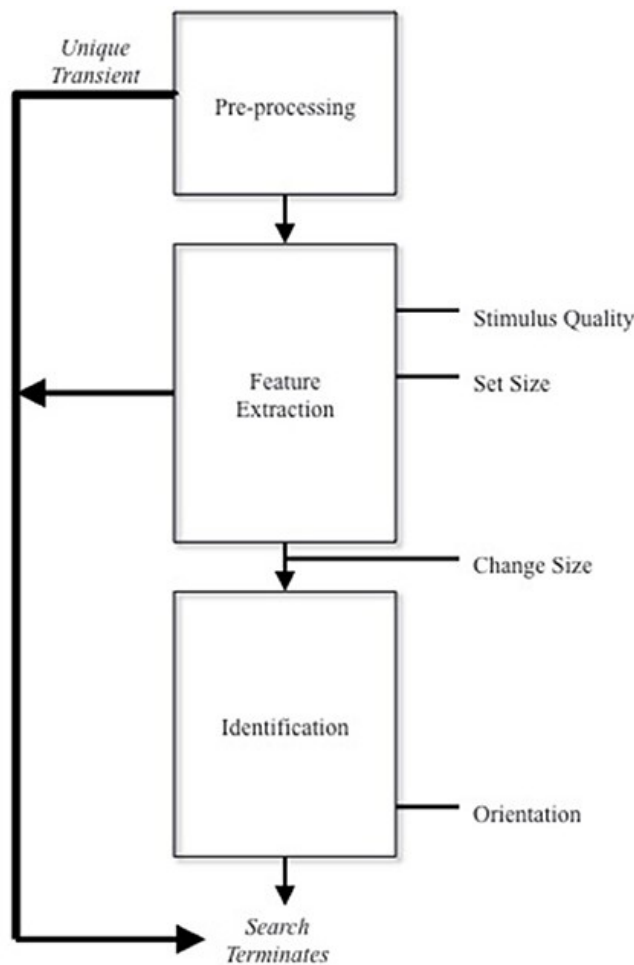 Unique
Transient
Pre-processing
Stimulus Quality
Feature
Extraction
Set Size
Change Size
Identification
Orientation
Search
Terminates